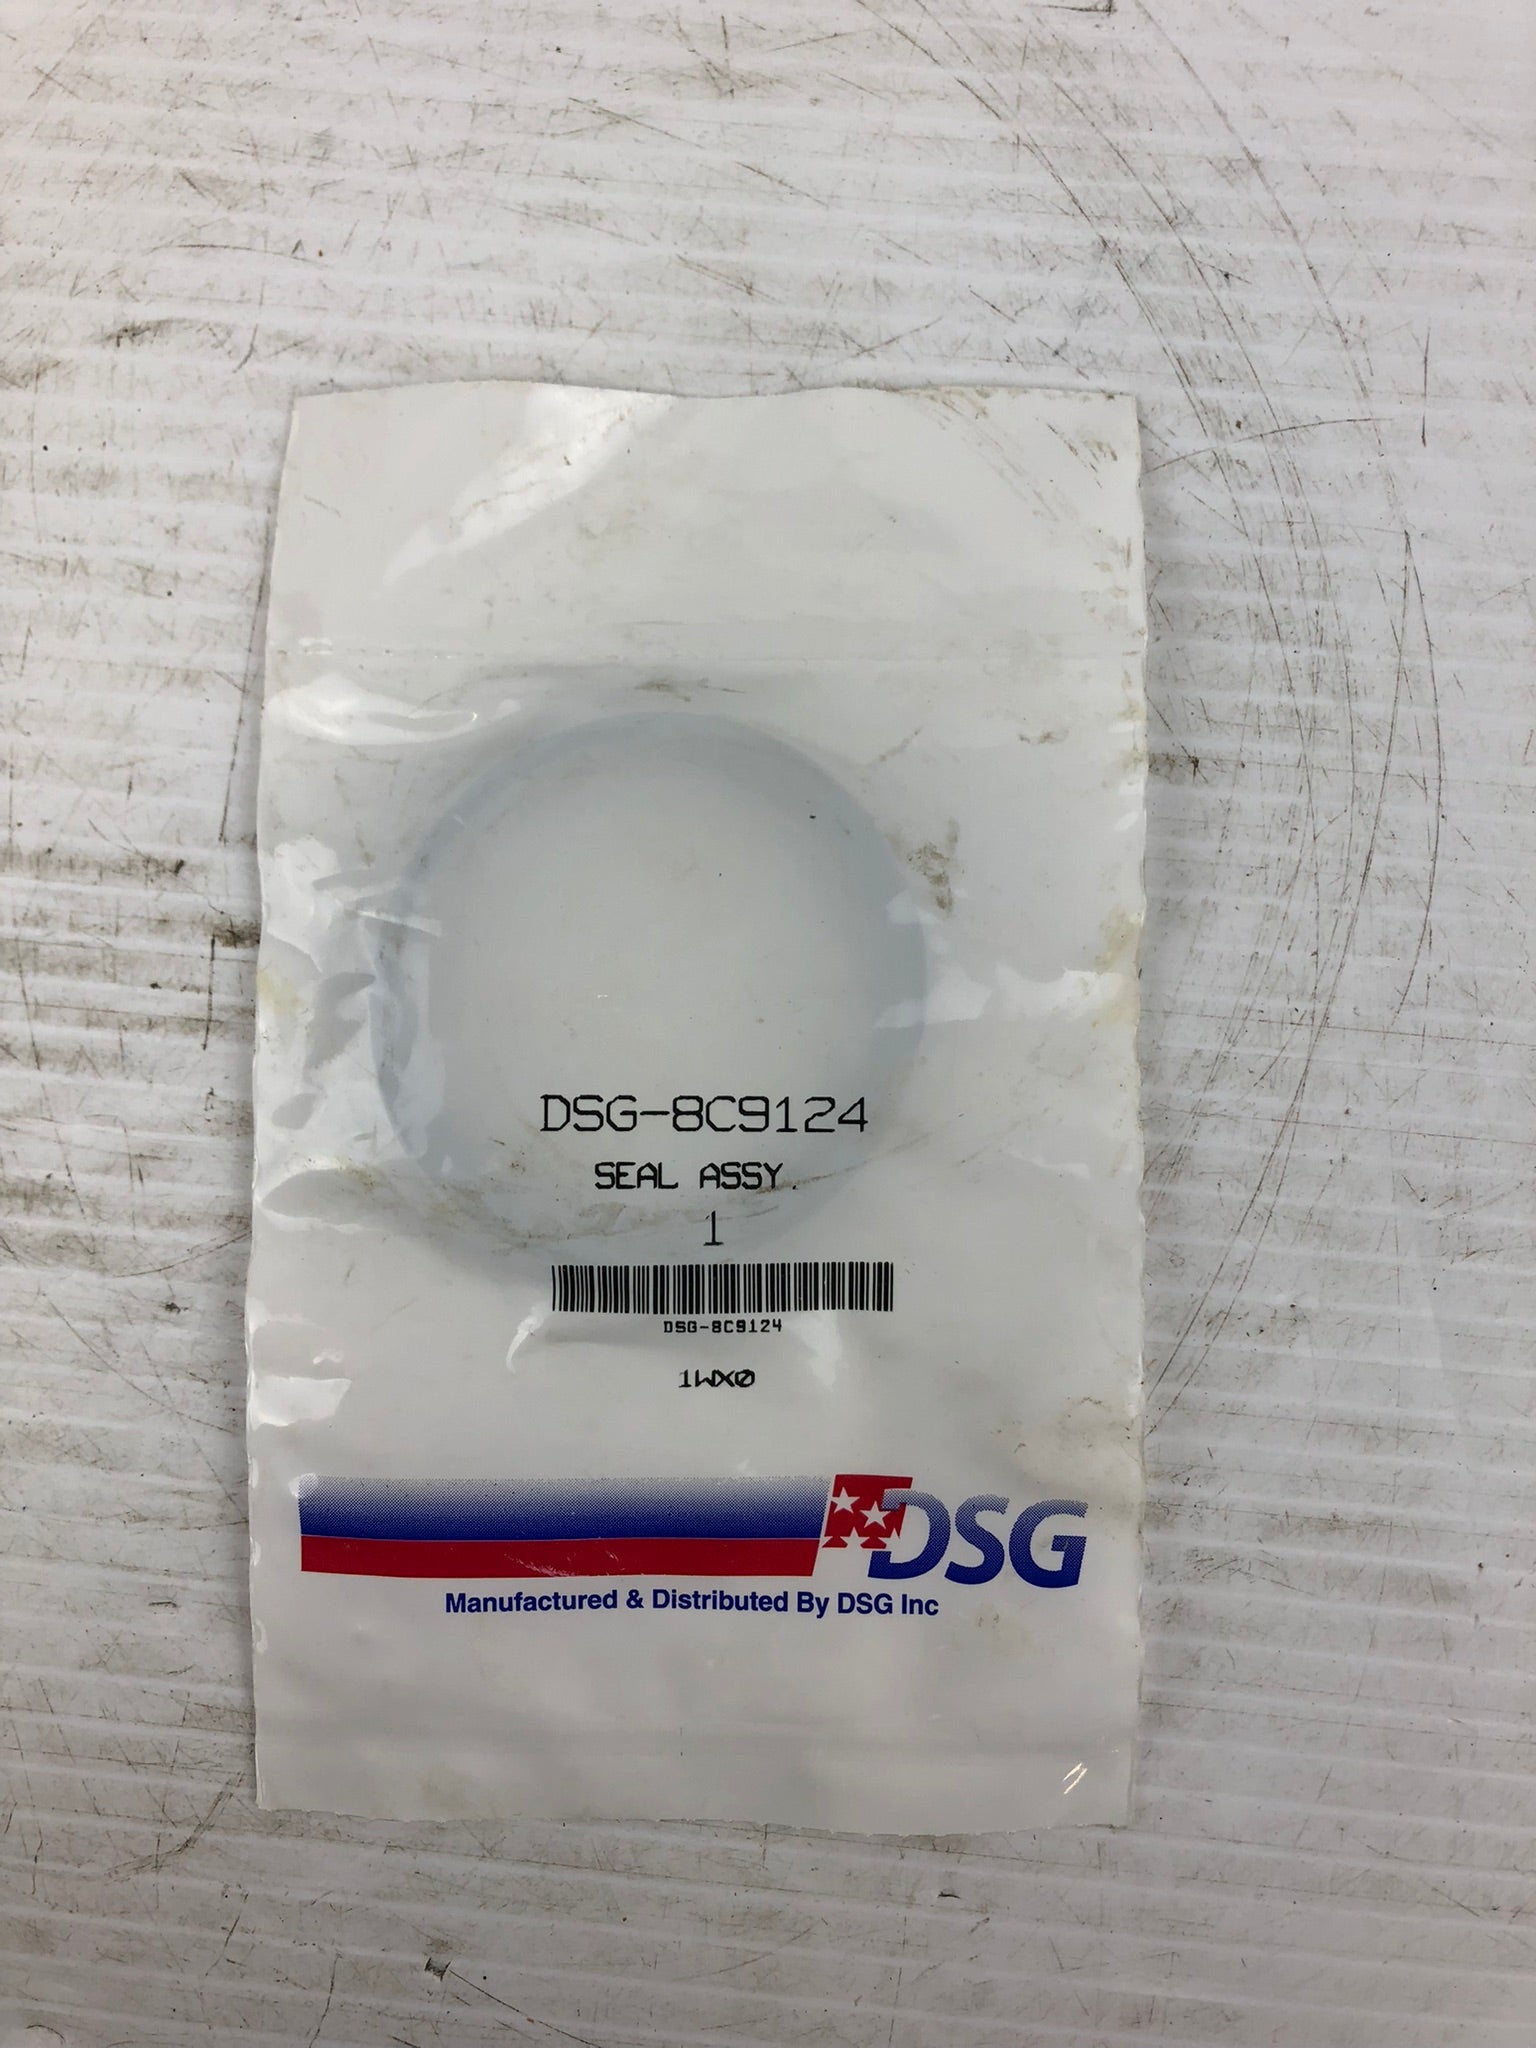 DSG-8C9124
SEAL ASSY.
1
DSG-8C9124
1WX0
DSG
Manufactured & Distributed By DSG Inc